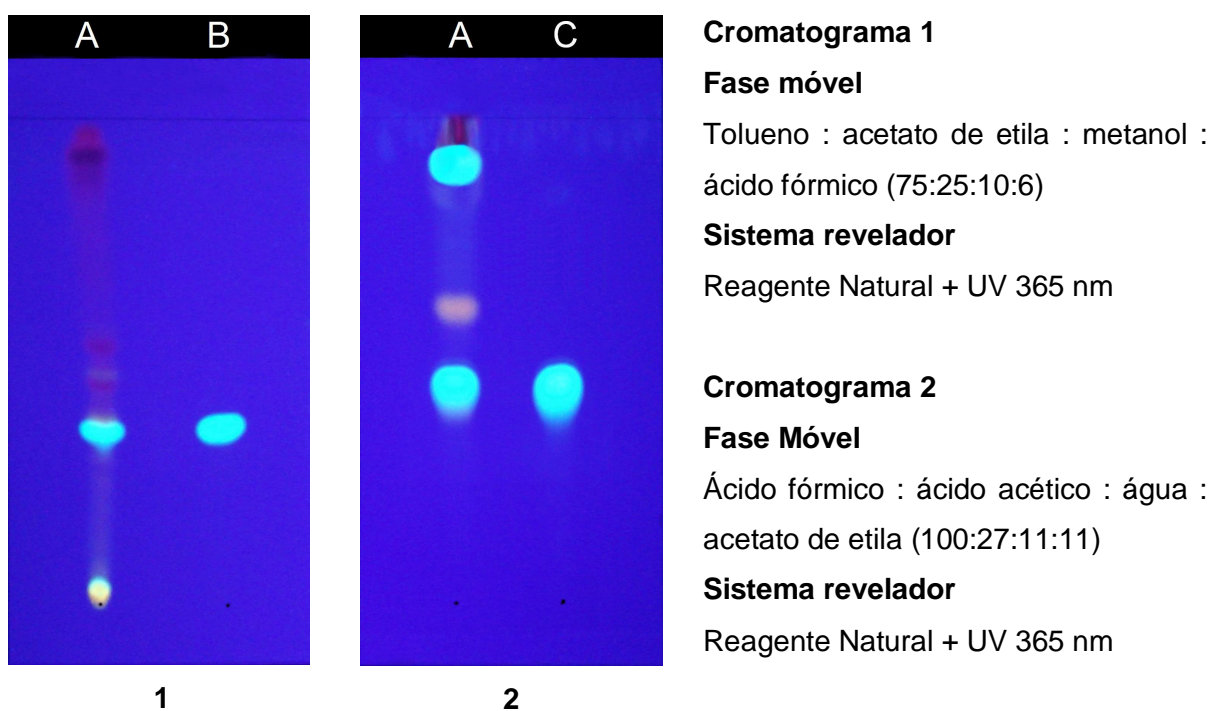 A B
A C
Cromatograma 1
Fase móvel
Tolueno : acetato de etila : metanol :
ácido fórmico (75:25:10:6)
Sistema revelador
Reagente Natural + UV 365 nm
Cromatograma 2
Fase Móvel
Ácido fórmico : ácido acético : água :
acetato de etila (100:27:11:11)
Sistema revelador
Reagente Natural + UV 365 nm
1
2